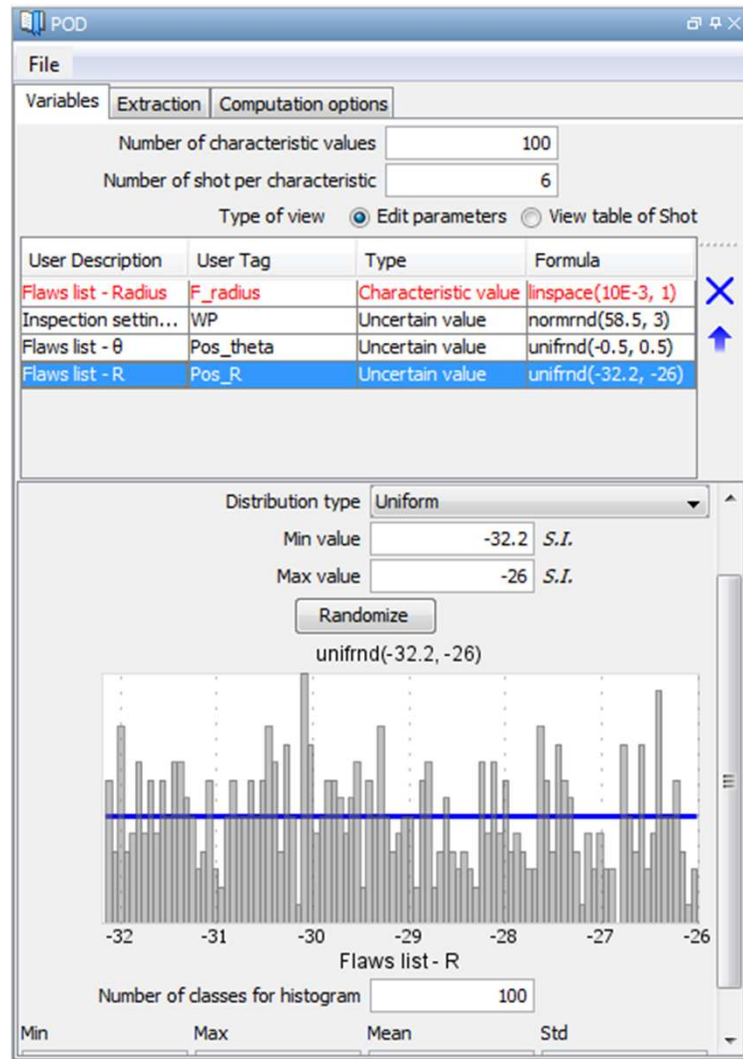 POD
File
Variables Extraction Computation options
Number of characteristic values 100
Number of shot per characteristic 6
Type of view Edit parameters View table of Shot
User Description User Tag Type Formula
Flaws list - Radius F_radius Characteristic value linspace(10E-3, 1)
Inspection settin... WP Uncertain value normrnd(58.5, 3)
Flaws list - θ Pos_theta Uncertain value unifrnd(-0.5, 0.5)
Flaws list - R Pos_R Uncertain value unifrnd(-32.2, -26)
Distribution type Uniform
Min value -32.2 S.I.
Max value -26 S.I.
Randomize
unifrnd(-32.2, -26)
-32 -31 -30 -29 -28 -27 -26
Flaws list - R
Number of classes for histogram 100
Min Max Mean Std